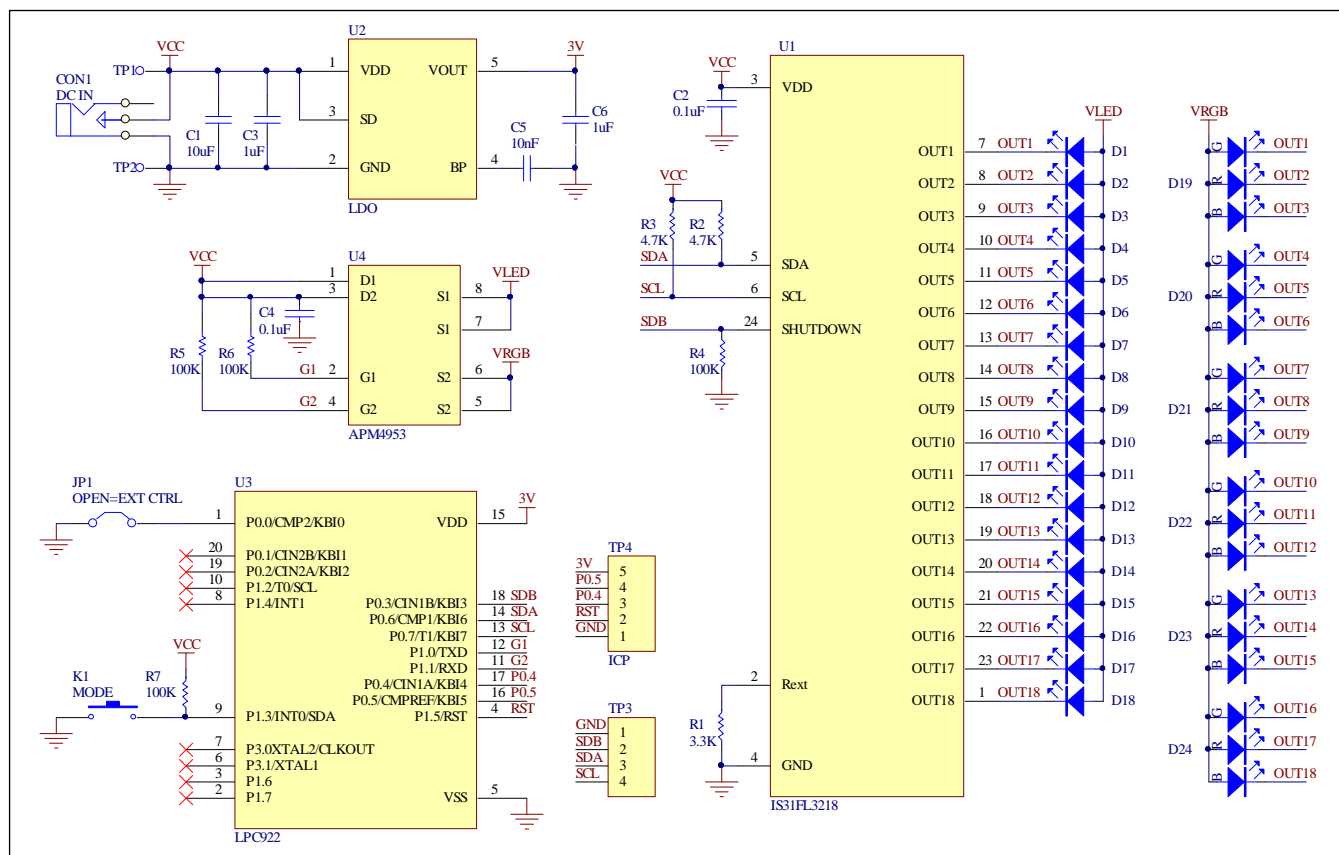 U2
VCC
3V
TP1
1
VDD
VOUT
5
CON1
DC IN
3
SD
C1
10uF
C3
1uF
C5
10nF
C6
1uF
TP2
2
GND
BP
4
LDO
U4
VCC
VLED
1
D1
3
D2
S1
8
C4
0.1uF
S1
7
R5
100K
R6
100K
VRGB
G1
2
G1
S2
6
G2
4
G2
S2
5
APM4953
JP1
OPEN=EXT CTRL
U3
3V
1
P0.0/CMP2/KBI0
VDD
15
20
P0.1/CIN2B/KBI1
19
P0.2/CIN2A/KBI2
10
P1.2/T0/SCL
8
P1.4/INT1
P0.3/CIN1B/KBI3
18
SDB
P0.6/CMP1/KBI6
14
SDA
P0.7/T1/KBI7
13
SCL
P1.0/TXD
12
G1
P1.1/RXD
11
G2
P0.4/CIN1A/KBI4
17
P0.4
P0.5/CMPREF/KBI5
16
P0.5
P1.5/RST
4
RST
VCC
K1
MODE
R7
100K
9
P1.3/INT0/SDA
7
P3.0XTAL2/CLKOUT
6
P3.1/XTAL1
3
P1.6
2
P1.7
VSS
5
LPC922
TP4
3V
5
P0.5
4
P0.4
3
RST
2
GND
1
ICP
TP3
GND
1
SDB
2
SDA
3
SCL
4
U1
VCC
3
VDD
C2
0.1uF
VCC
R3
4.7K
R2
4.7K
SDA
5
SDA
SCL
6
SCL
SDB
24
SHUTDOWN
R4
100K
2
Rext
R1
3.3K
4
GND
IS31FL3218
VLED
OUT1
7
OUT1
D1
OUT2
8
OUT2
D2
OUT3
9
OUT3
D3
OUT4
10
OUT4
D4
OUT5
11
OUT5
D5
OUT6
12
OUT6
D6
OUT7
13
OUT7
D7
OUT8
14
OUT8
D8
OUT9
15
OUT9
D9
OUT10
16
OUT10
D10
OUT11
17
OUT11
D11
OUT12
18
OUT12
D12
OUT13
19
OUT13
D13
OUT14
20
OUT14
D14
OUT15
21
OUT15
D15
OUT16
22
OUT16
D16
OUT17
23
OUT17
D17
OUT18
1
OUT18
D18
VRGB
G
OUT1
D19
R
OUT2
B
OUT3
G
OUT4
D20
R
OUT5
B
OUT6
G
OUT7
D21
R
OUT8
B
OUT9
G
OUT10
D22
R
OUT11
B
OUT12
G
OUT13
D23
R
OUT14
B
OUT15
G
OUT16
D24
R
OUT17
B
OUT18